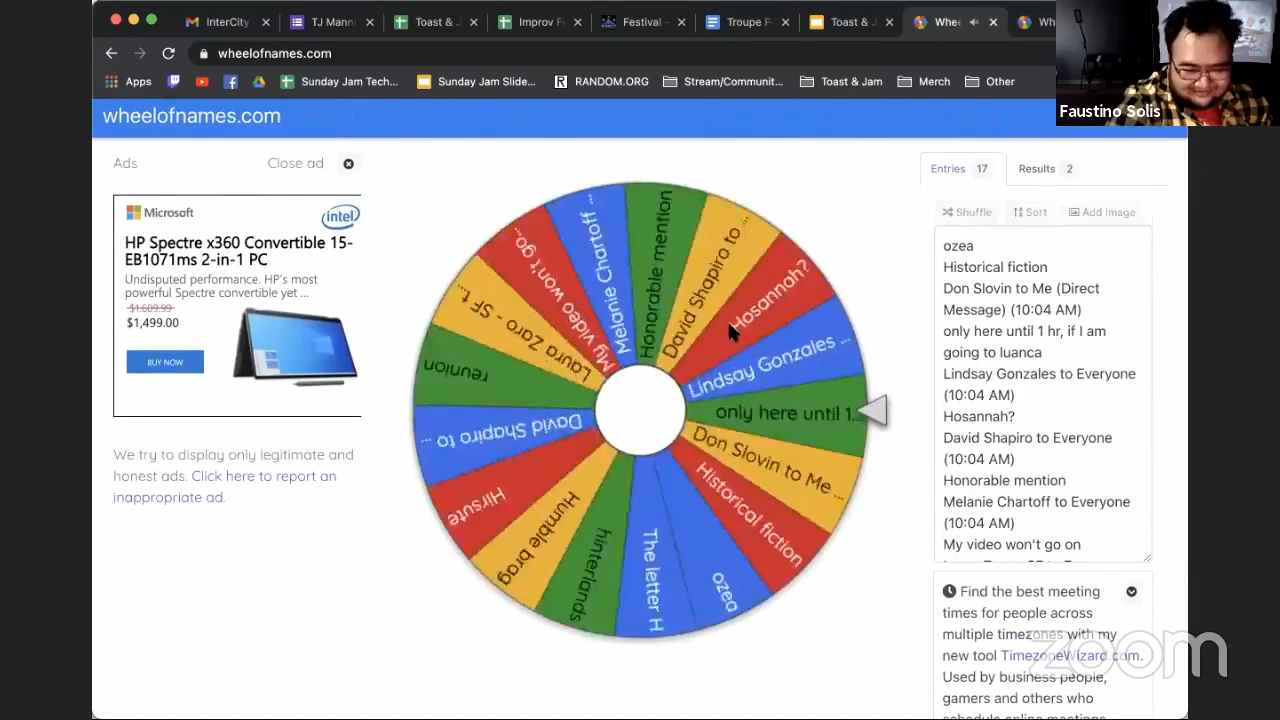 InterCity
TJ Mann
Toast & J
Improv Fe
Festival –
Troupe P
Toast & J
Whee
Wh
wheelofnames.com
Apps
Sunday Jam Tech...
Sunday Jam Slide...
RANDOM.ORG
Stream/Communit...
Toast & Jam
Merch
Other
Faustino Solis
wheelofnames.com
Ads
Close ad
Microsoft
intel
HP Spectre x360 Convertible 15-
EB1071ms 2-in-1 PC
Undisputed performance. HP's most
powerful Spectre convertible yet ...
$1,609.99
$1,499.00
BUY NOW
We try to display only legitimate and
honest ads. Click here to report an
inappropriate ad.
Honorable mention
David Shapiro to ...
Hosannah?
Lindsay Gonzales ...
only here until 1...
Don Slovin to Me ...
Historical fiction
ozea
The letter H
hinterlands
Humble brag
Hirsute
David Shapiro to ...
reunion
Laura Zaro - SF t...
My video won't go...
Melanie Chartoff ...
Entries 17
Results 2
Shuffle
Sort
Add Image
ozea
Historical fiction
Don Slovin to Me (Direct
Message) (10:04 AM)
only here until 1 hr, if I am
going to luanca
Lindsay Gonzales to Everyone
(10:04 AM)
Hosannah?
David Shapiro to Everyone
(10:04 AM)
Honorable mention
Melanie Chartoff to Everyone
(10:04 AM)
My video won't go on
Find the best meeting
times for people across
multiple timezones with my
new tool TimezoneWizard.com.
Used by business people,
gamers and others who
zoom